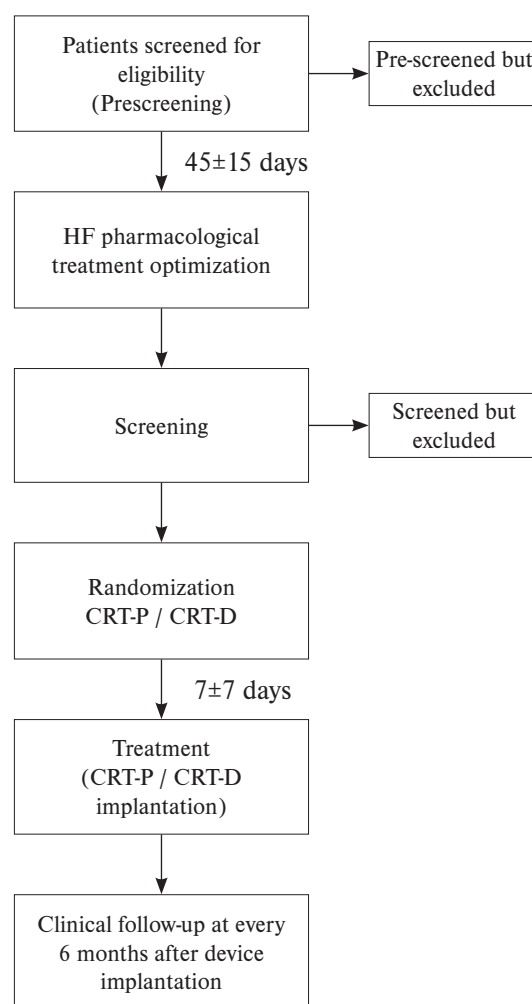 Patients screened for
eligibility
(Prescreening)
Pre-screened but
excluded
45±15 days
HF pharmacological
treatment optimization
Screening
Screened but
excluded
Randomization
CRT-P / CRT-D
7±7 days
Treatment
(CRT-P / CRT-D
implantation)
Clinical follow-up at every
6 months after device
implantation